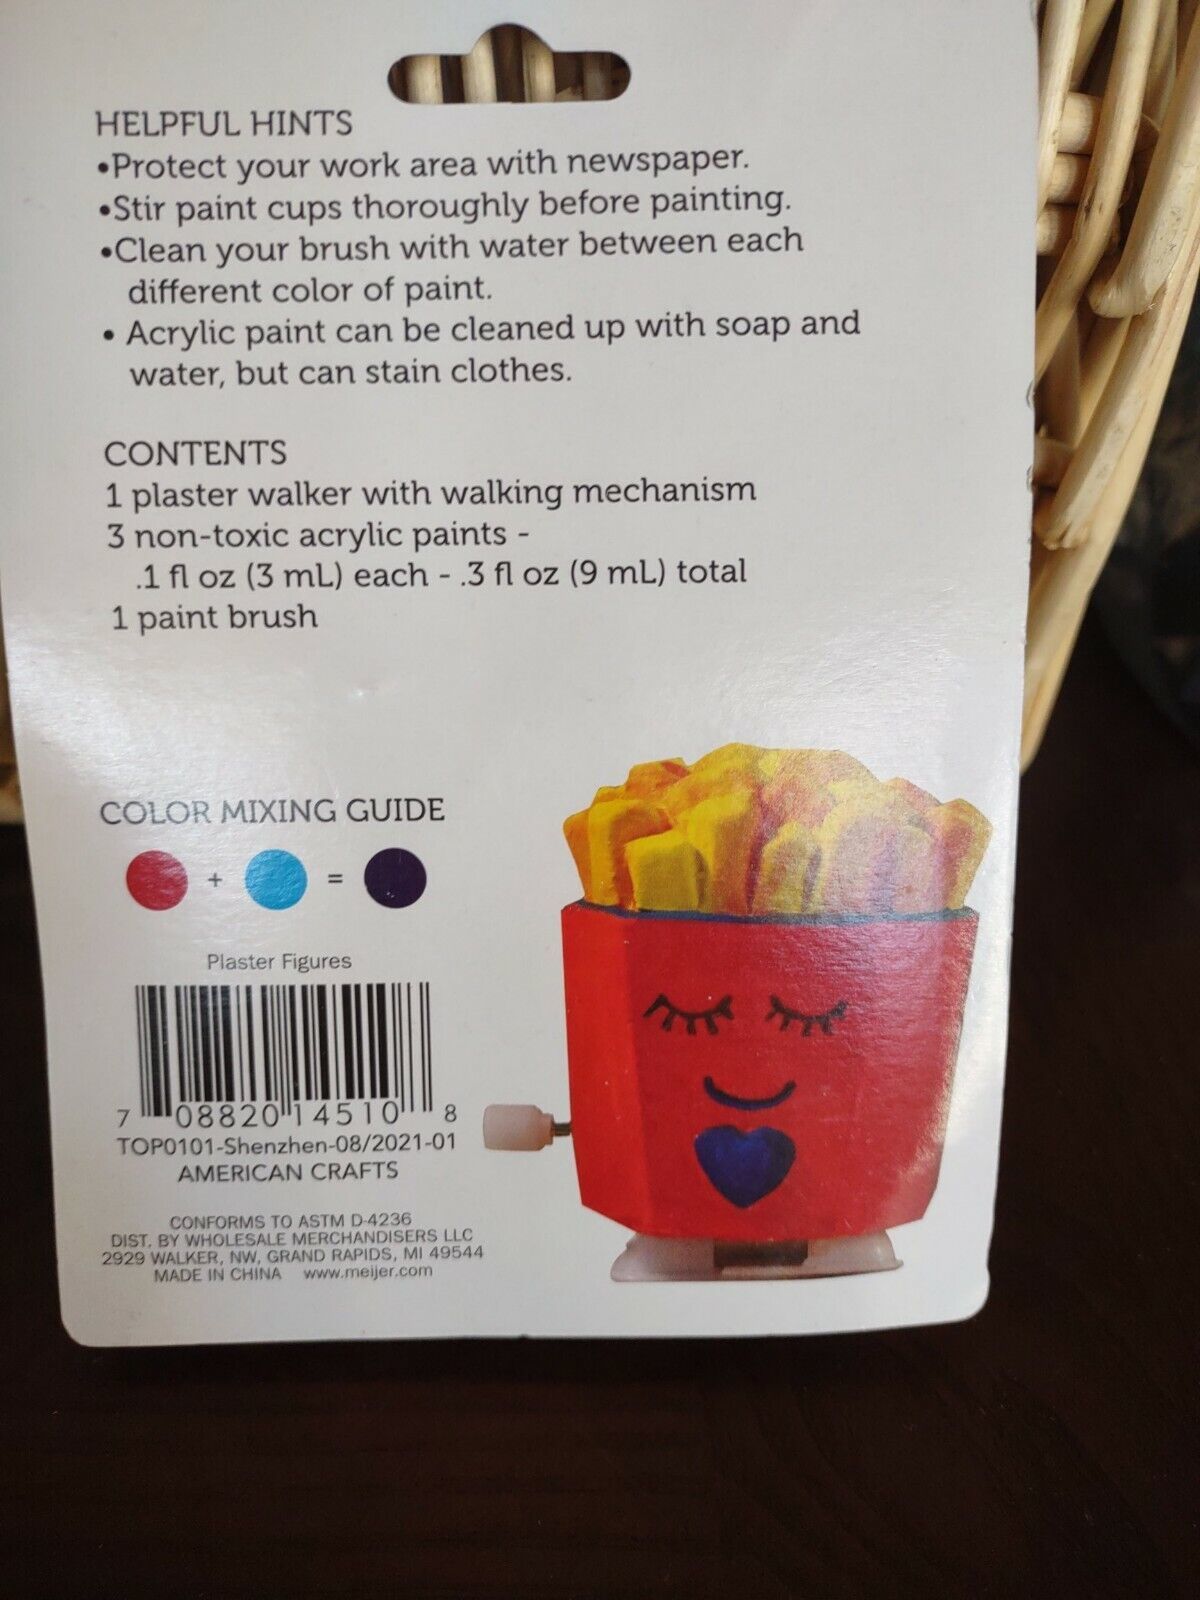 HELPFUL HINTS
•Protect your work area with newspaper.
•Stir paint cups thoroughly before painting.
•Clean your brush with water between each
different color of paint.
• Acrylic paint can be cleaned up with soap and
water, but can stain clothes.
CONTENTS
1 plaster walker with walking mechanism
3 non-toxic acrylic paints -
.1 fl oz (3 mL) each - .3 fl oz (9 mL) total
1 paint brush
COLOR MIXING GUIDE
+ =
Plaster Figures
7 08820 14510 8
TOP0101-Shenzhen-08/2021-01
AMERICAN CRAFTS
CONFORMS TO ASTM D-4236
DIST. BY WHOLESALE MERCHANDISERS LLC
2929 WALKER, NW, GRAND RAPIDS, MI 49544
MADE IN CHINA www.meijer.com